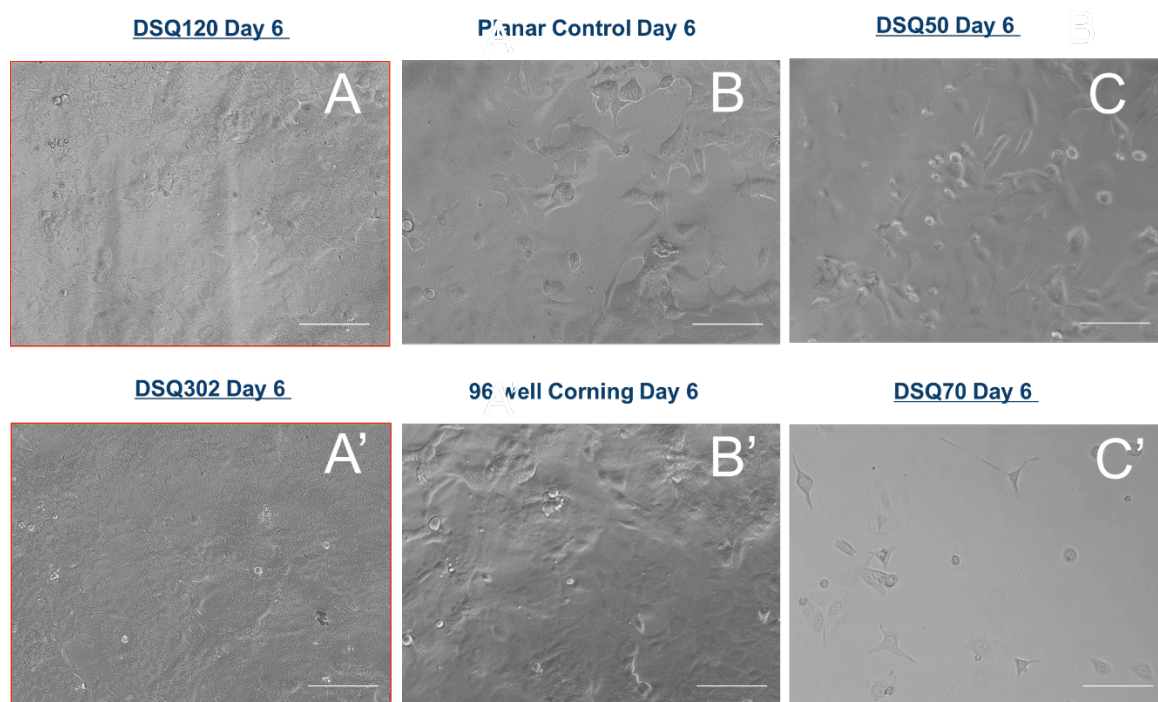 DSQ120 Day 6
Planar Control Day 6
DSQ50 Day 6
A
B
A
B
C
DSQ302 Day 6
96 well Corning Day 6
DSQ70 Day 6
A
A’
B’
C’